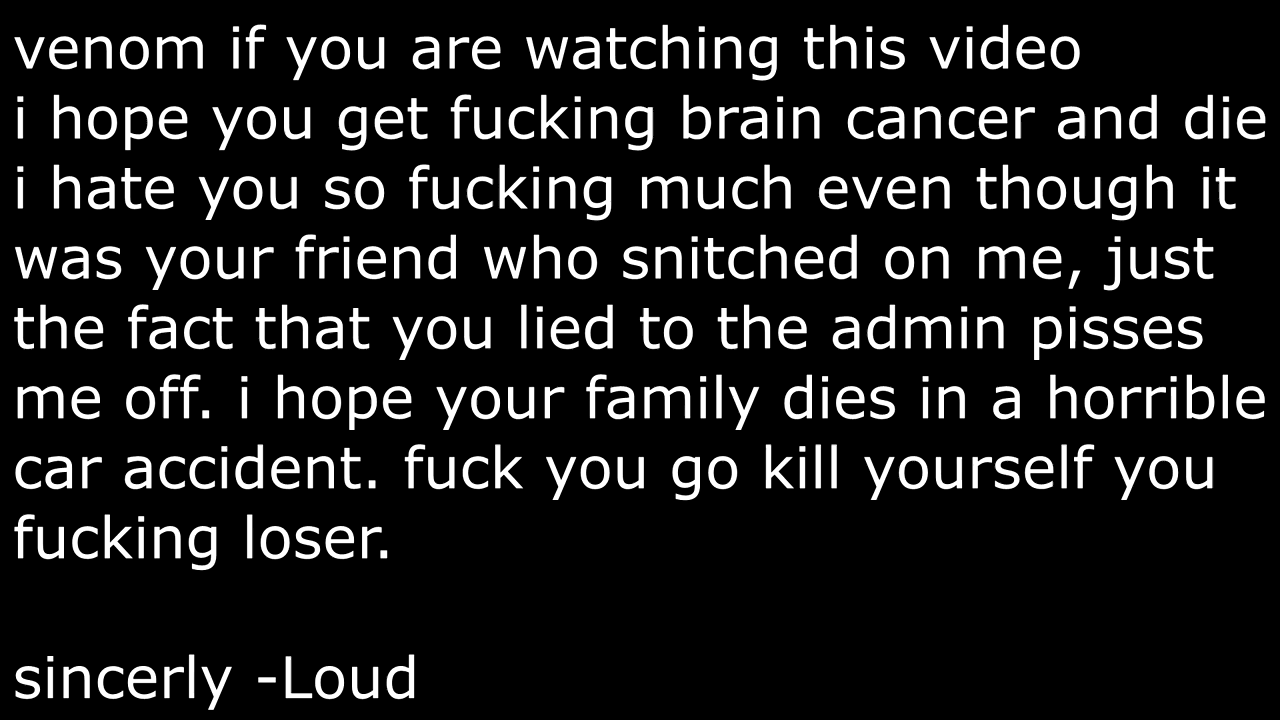 venom if you are watching this video
i hope you get fucking brain cancer and die
i hate you so fucking much even though it
was your friend who snitched on me, just
the fact that you lied to the admin pisses
me off. i hope your family dies in a horrible
car accident. fuck you go kill yourself you
fucking loser.
sincerly -Loud